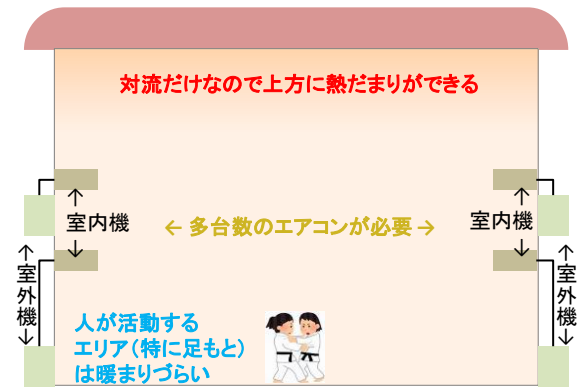 対流だけなので上方に熱だまりができる
↑
室内機
↓
← 多台数のエアコンが必要 →
↑
室内機
↓
↑
室外機
↓
↑
室外機
↓
人が活動する
エリア(特に足もと)
は暖まりづらい